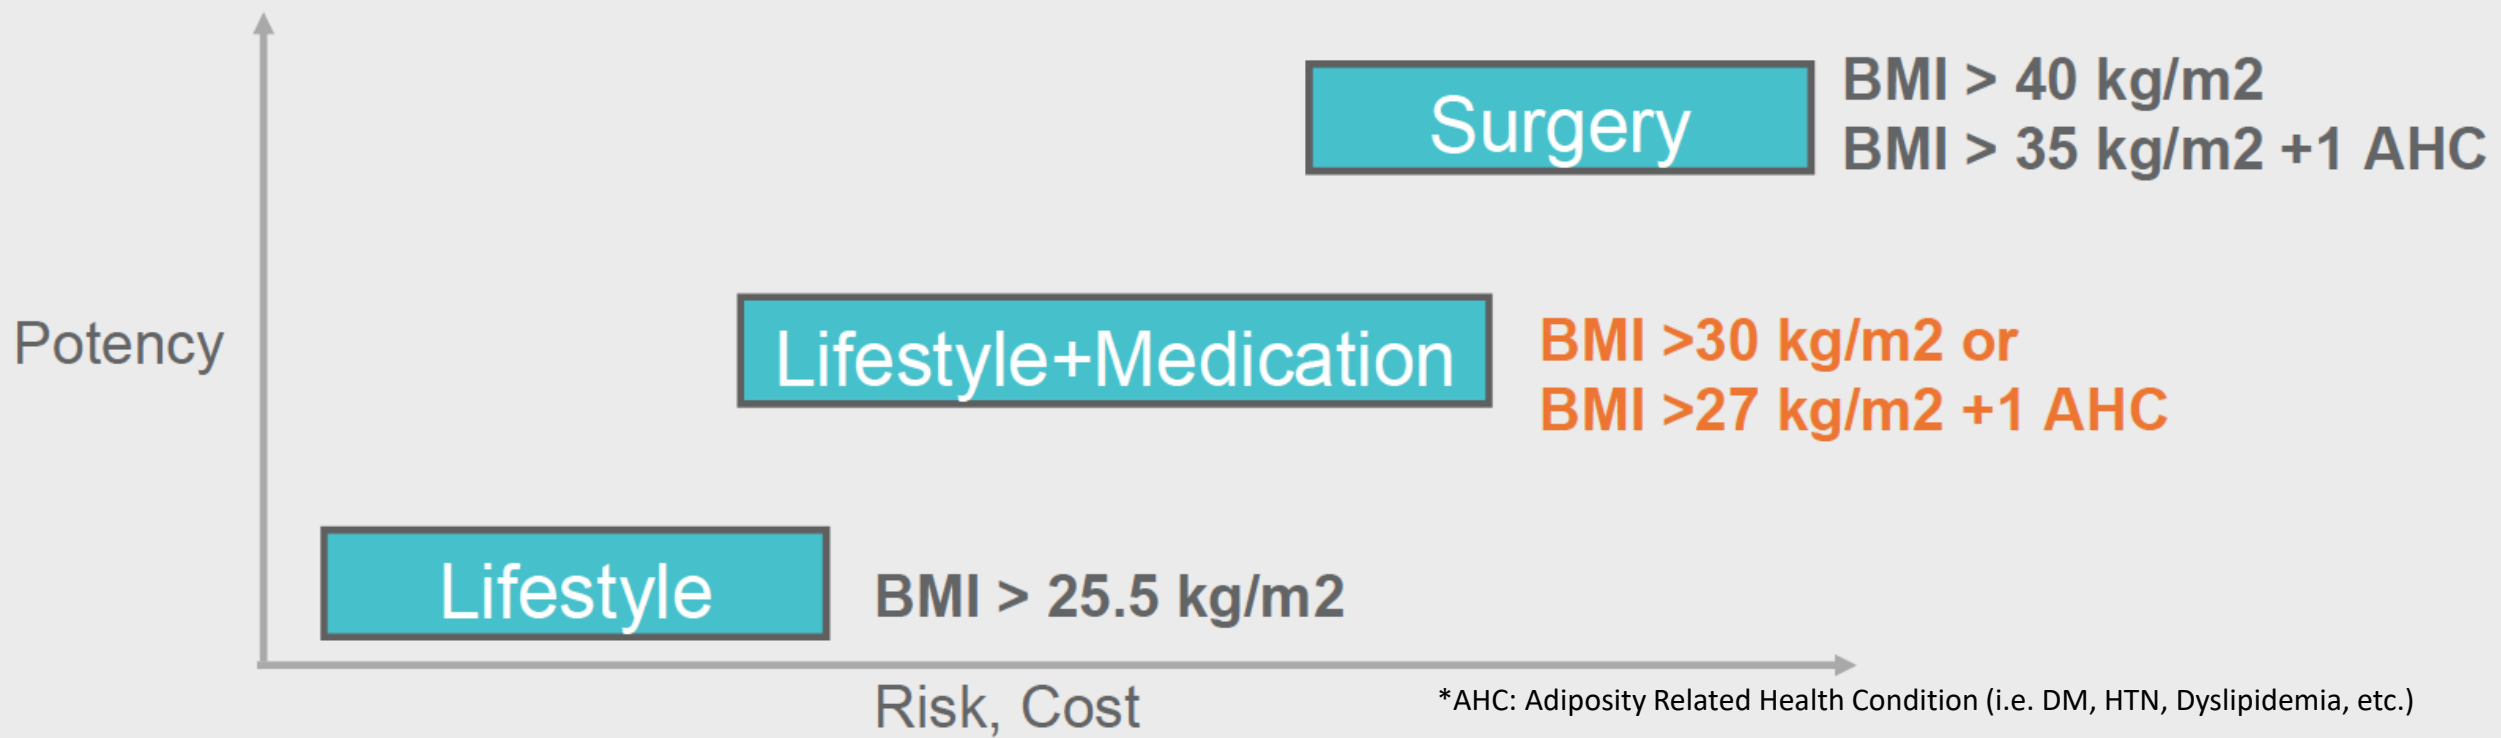 Surgery
BMI > 40 kg/m2
BMI > 35 kg/m2 +1 AHC
Potency
Lifestyle+Medication
BMI >30 kg/m2 or
BMI >27 kg/m2 +1 AHC
Lifestyle
BMI > 25.5 kg/m2
Risk, Cost
*AHC: Adiposity Related Health Condition (i.e. DM, HTN, Dyslipidemia, etc.)